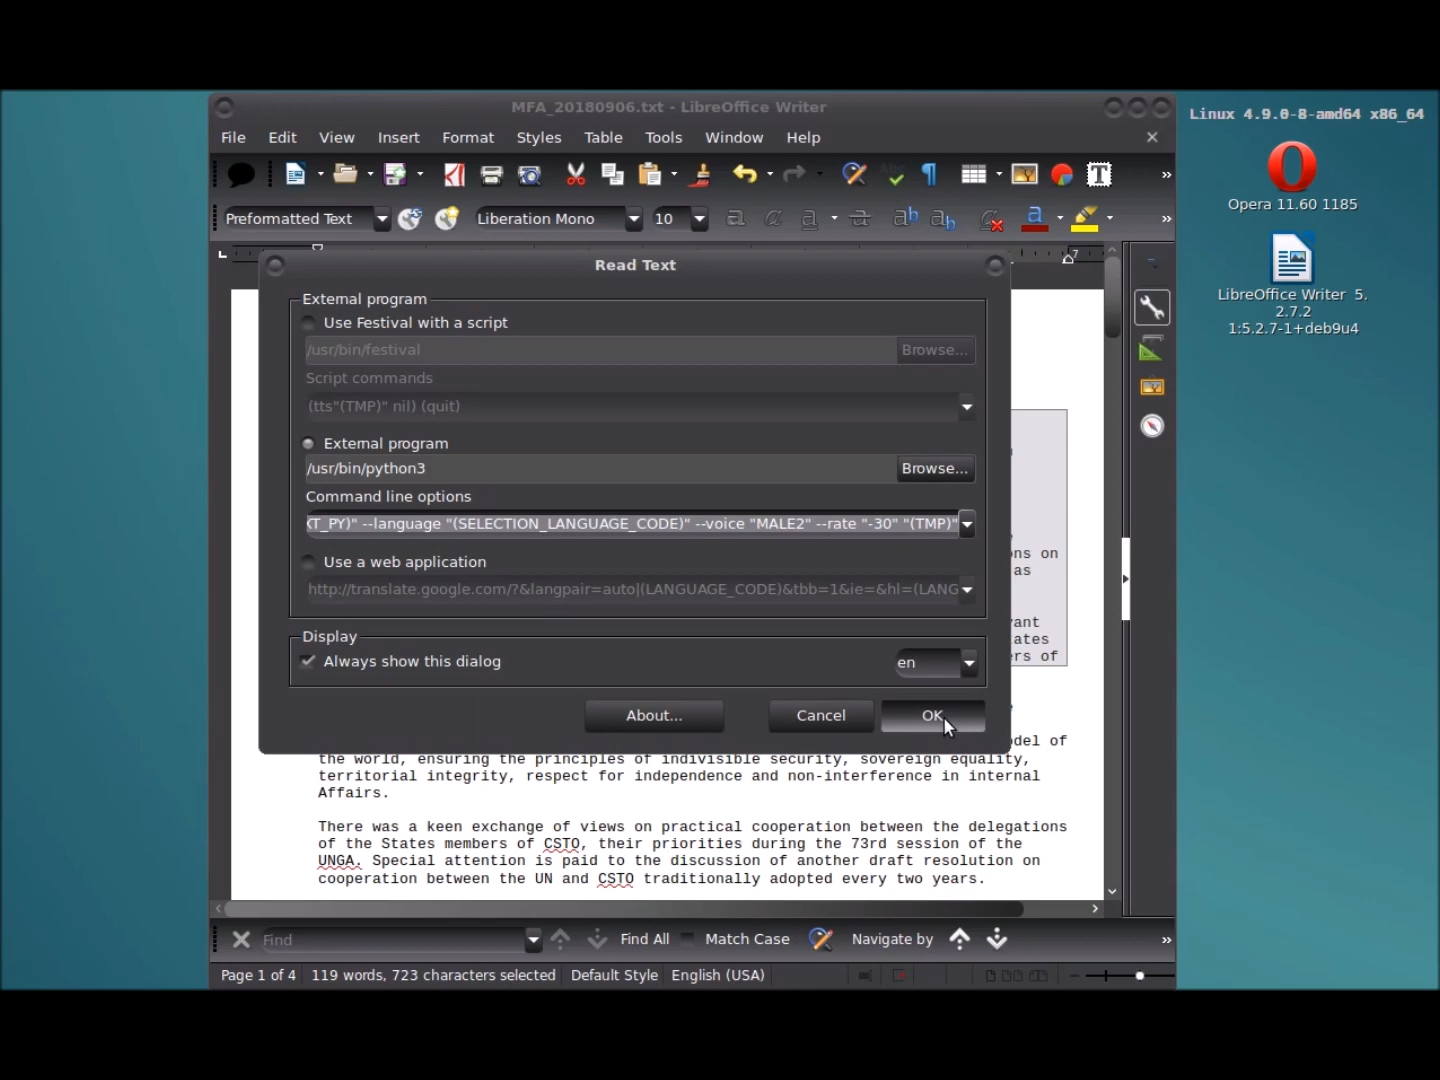 MFA_20180906.txt - LibreOffice Writer
Linux 4.9.0-8-amd64 x86_64
File Edit View Insert Format Styles Table Tools Window Help
Opera 11.60 1185
Preformatted Text Liberation Mono 10
LibreOffice Writer 5.
2.7.2
1:5.2.7-1+deb9u4
7
Read Text
External program
Use Festival with a script
/usr/bin/festival Browse...
Script commands
(tts"(TMP)" nil) (quit)
External program
/usr/bin/python3 Browse...
Command line options
XT_PY)" --language "(SELECTION_LANGUAGE_CODE)" --voice "MALE2" --rate "-30" "(TMP)"
Use a web application
http://translate.google.com/?&langpair=auto|(LANGUAGE_CODE)&tbb=1&ie=&hl=(LANG
Display
Always show this dialog en
About... Cancel OK
ons on
as
vant
ates
ers of
odel of
the world, ensuring the principles of indivisible security, sovereign equality,
territorial integrity, respect for independence and non-interference in internal
Affairs.
There was a keen exchange of views on practical cooperation between the delegations
of the States members of CSTO, their priorities during the 73rd session of the
UNGA. Special attention is paid to the discussion of another draft resolution on
cooperation between the UN and CSTO traditionally adopted every two years.
Find Find All Match Case Navigate by
Page 1 of 4 119 words, 723 characters selected Default Style English (USA)